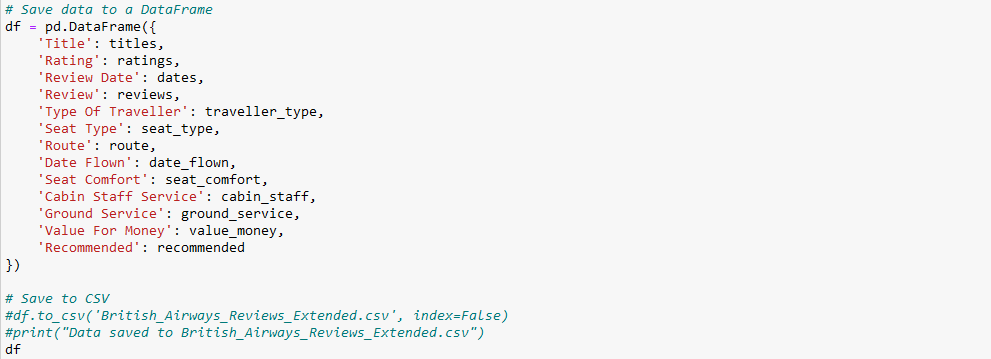 # Save data to a DataFrame
df = pd.DataFrame({
    'Title': titles,
    'Rating': ratings,
    'Review Date': dates,
    'Review': reviews,
    'Type Of Traveller': traveller_type,
    'Seat Type': seat_type,
    'Route': route,
    'Date Flown': date_flown,
    'Seat Comfort': seat_comfort,
    'Cabin Staff Service': cabin_staff,
    'Ground Service': ground_service,
    'Value For Money': value_money,
    'Recommended': recommended
})

# Save to CSV
#df.to_csv('British_Airways_Reviews_Extended.csv', index=False)
#print("Data saved to British_Airways_Reviews_Extended.csv")
df